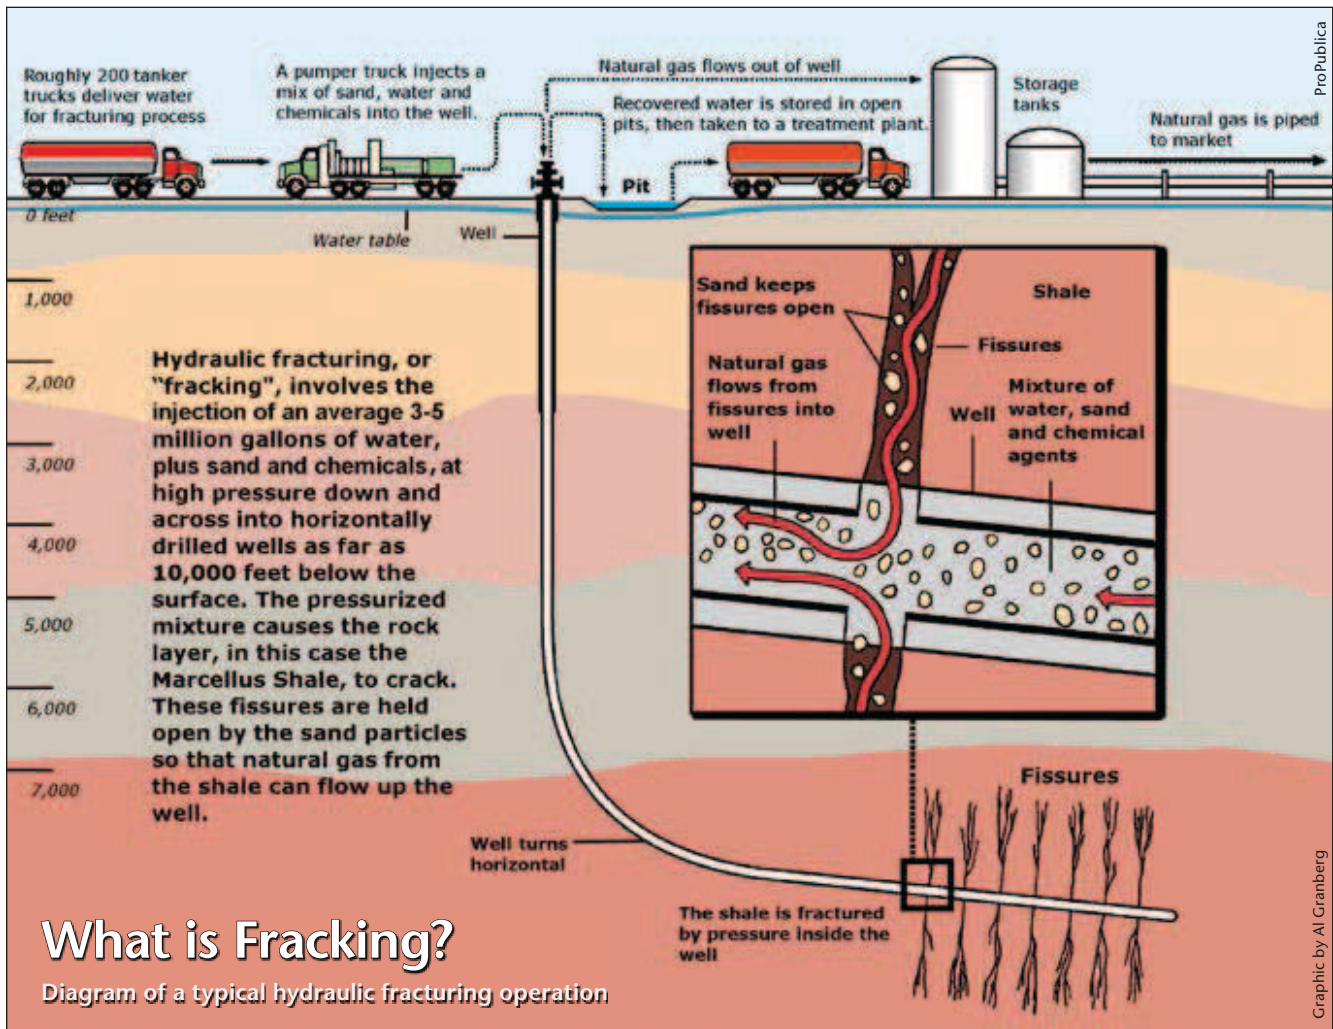 ProPublica
Roughly 200 tanker
trucks deliver water
for fracturing process
A pumper truck injects a
mix of sand, water and
chemicals into the well.
Natural gas flows out of well
Recovered water is stored in open
pits, then taken to a treatment plant.
Storage
tanks
Natural gas is piped
to market
Pit
0 feet
Water table
Well
1,000
2,000
3,000
4,000
5,000
6,000
7,000
Hydraulic fracturing, or
"fracking", involves the
injection of an average 3-5
million gallons of water,
plus sand and chemicals, at
high pressure down and
across into horizontally
drilled wells as far as
10,000 feet below the
surface. The pressurized
mixture causes the rock
layer, in this case the
Marcellus Shale, to crack.
These fissures are held
open by the sand particles
so that natural gas from
the shale can flow up the
well.
Sand keeps
fissures open
Shale
Fissures
Natural gas
flows from
fissures into
well
Well
Mixture of
water, sand
and chemical
agents
Fissures
Well turns
horizontal
The shale is fractured
by pressure inside the
well
What is Fracking?
Diagram of a typical hydraulic fracturing operation
Graphic by Al Granberg